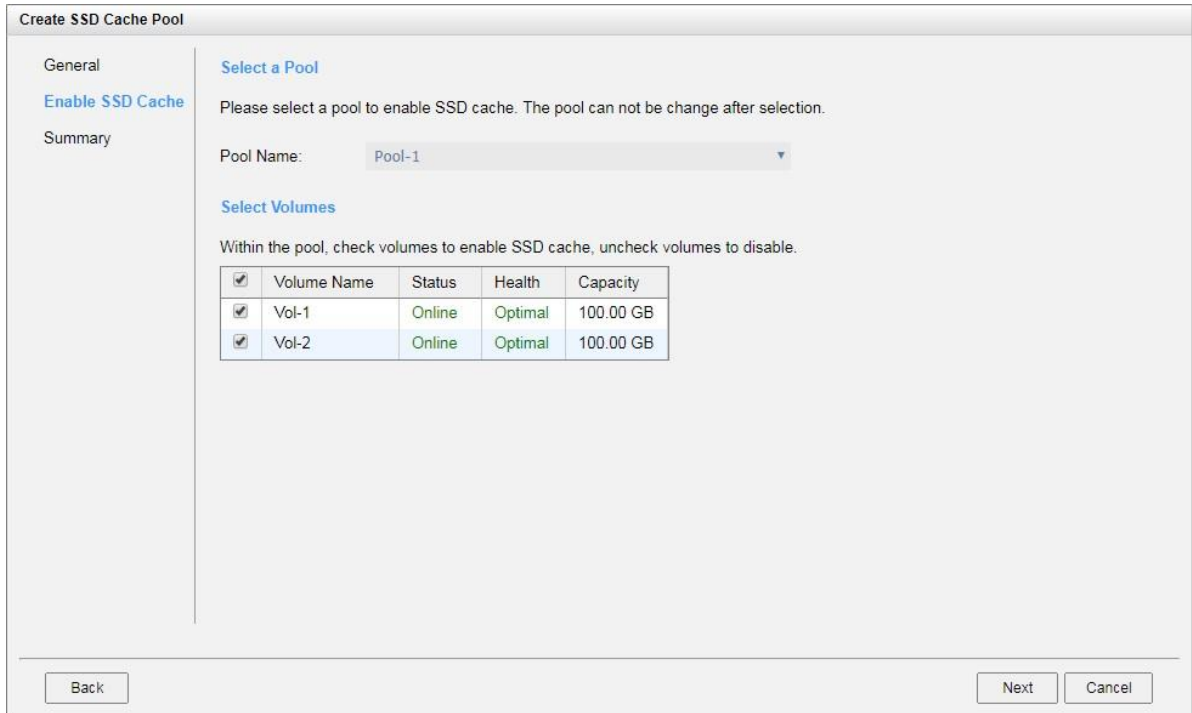 Create SSD Cache Pool
General
Enable SSD Cache
Summary
Select a Pool
Please select a pool to enable SSD cache. The pool can not be change after selection.
Pool Name: Pool-1
Select Volumes
Within the pool, check volumes to enable SSD cache, uncheck volumes to disable.
Volume Name Status Health Capacity
Vol-1 Online Optimal 100.00 GB
Vol-2 Online Optimal 100.00 GB
Back Next Cancel